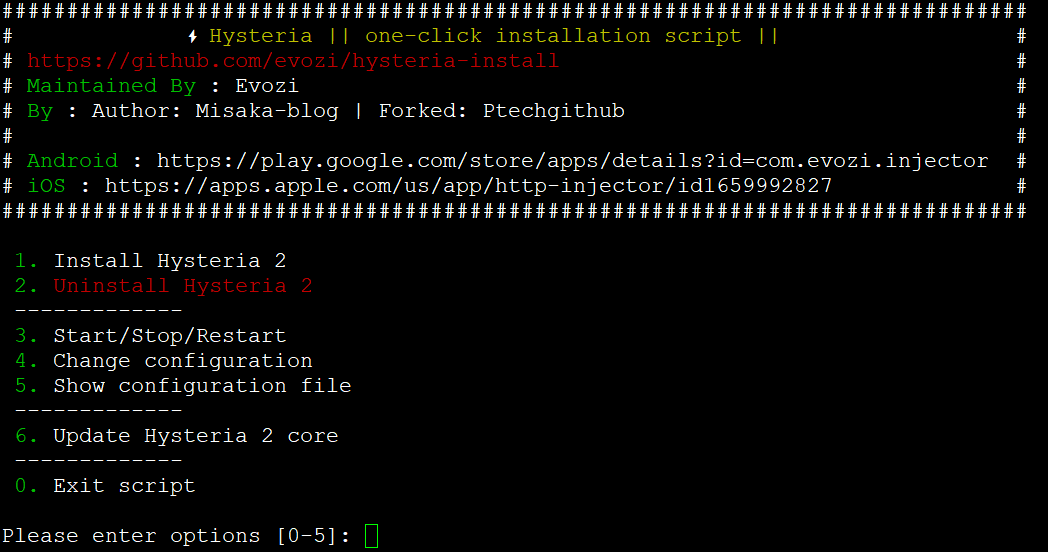 ###############################################################################
# ⚡ Hysteria || one-click installation script || #
# https://github.com/evozi/hysteria-install #
# Maintained By : Evozi #
# By : Author: Misaka-blog | Forked: Ptechgithub #
# #
# Android : https://play.google.com/store/apps/details?id=com.evozi.injector #
# iOS : https://apps.apple.com/us/app/http-injector/id1659992827 #
###############################################################################
1. Install Hysteria 2
2. Uninstall Hysteria 2
-------------
3. Start/Stop/Restart
4. Change configuration
5. Show configuration file
-------------
6. Update Hysteria 2 core
-------------
0. Exit script
Please enter options [0-5]: